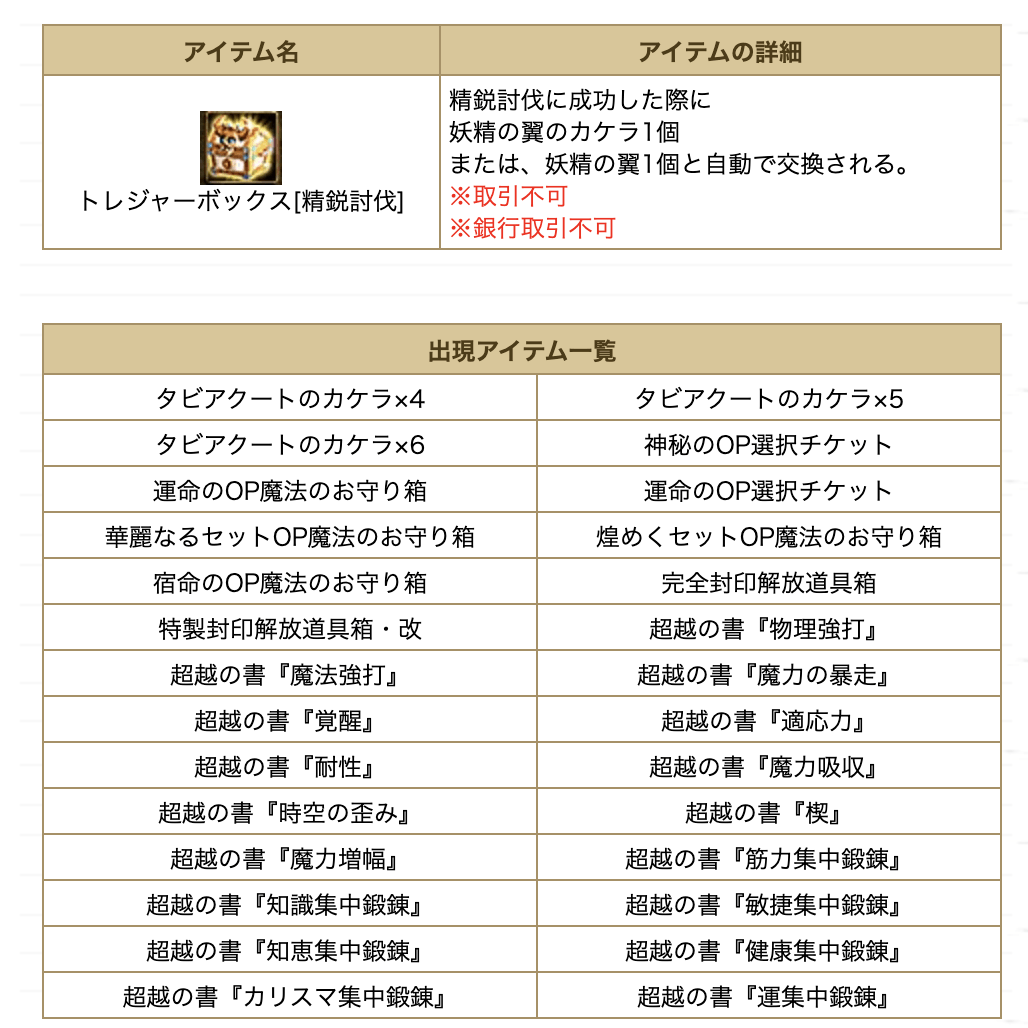 アイテム名
アイテムの詳細
トレジャーボックス[精鋭討伐]
精鋭討伐に成功した際に
妖精の翼のカケラ1個
または、妖精の翼1個と自動で交換される。
※取引不可
※銀行取引不可
出現アイテム一覧
タビアクートのカケラ×4
タビアクートのカケラ×5
タビアクートのカケラ×6
神秘のOP選択チケット
運命のOP魔法のお守り箱
運命のOP選択チケット
華麗なるセットOP魔法のお守り箱
煌めくセットOP魔法のお守り箱
宿命のOP魔法のお守り箱
完全封印解放道具箱
特製封印解放道具箱・改
超越の書『物理強打』
超越の書『魔法強打』
超越の書『魔力の暴走』
超越の書『覚醒』
超越の書『適応力』
超越の書『耐性』
超越の書『魔力吸収』
超越の書『時空の歪み』
超越の書『楔』
超越の書『魔力増幅』
超越の書『筋力集中鍛錬』
超越の書『知識集中鍛錬』
超越の書『敏捷集中鍛錬』
超越の書『知恵集中鍛錬』
超越の書『健康集中鍛錬』
超越の書『カリスマ集中鍛錬』
超越の書『運集中鍛錬』